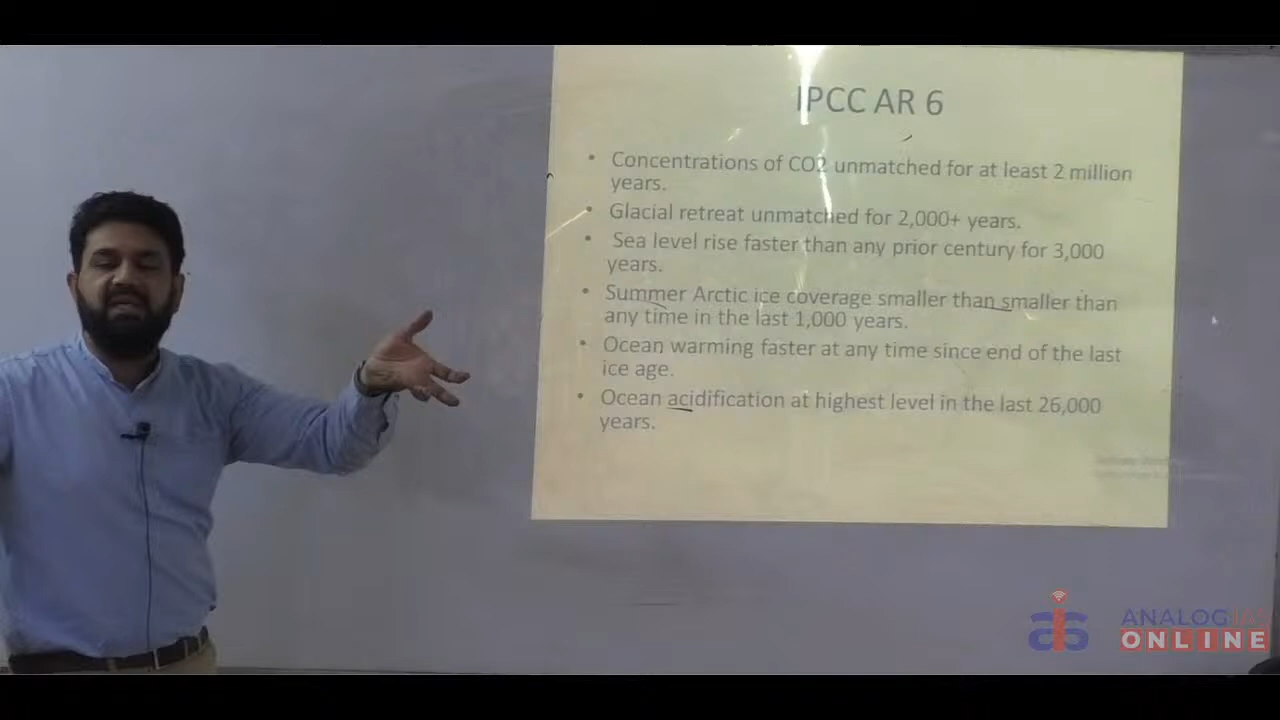 IPCC AR 6
• Concentrations of CO2 unmatched for at least 2 million
years.
• Glacial retreat unmatched for 2,000+ years.
• Sea level rise faster than any prior century for 3,000
years.
• Summer Arctic ice coverage smaller than smaller than
any time in the last 1,000 years.
• Ocean warming faster at any time since end of the last
ice age.
• Ocean acidification at highest level in the last 26,000
years.
ANALOG
ONLINE